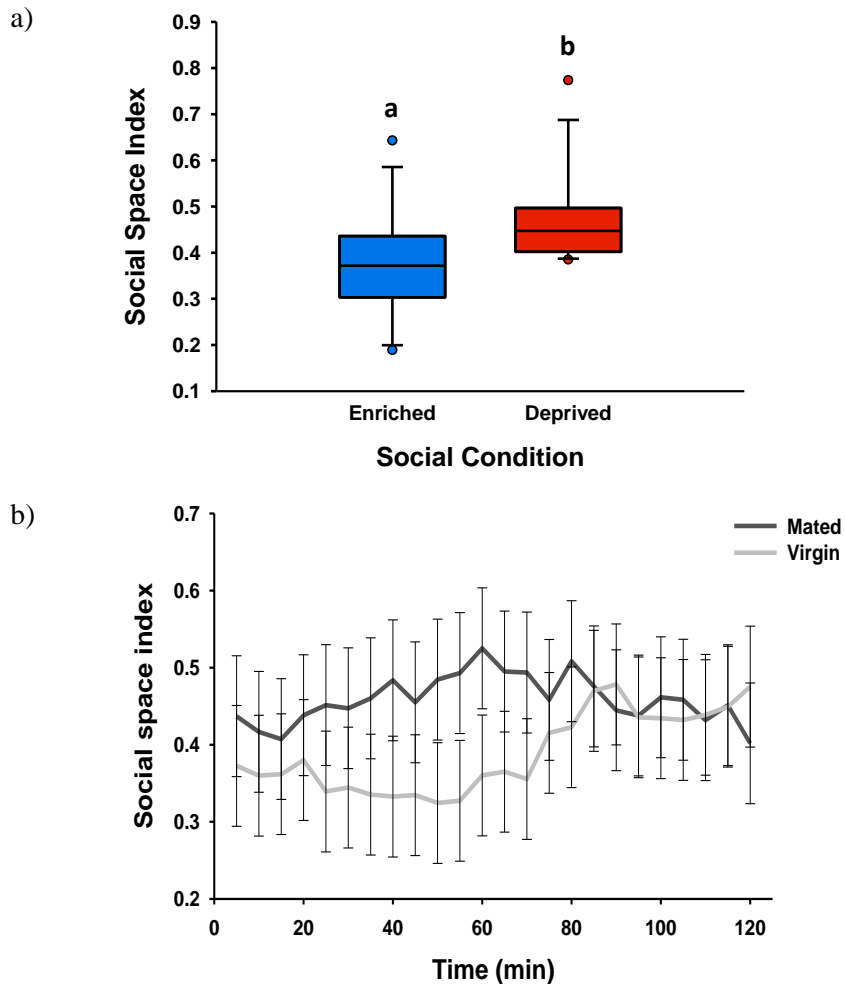 a)
Social Space Index
0.9
0.8
0.7
0.6
0.5
0.4
0.3
0.2
0.1
a
b
Enriched
Deprived
Social Condition
b)
Social space index
0.7
0.6
0.5
0.4
0.3
0.2
Mated
Virgin
0 20 40 60 80 100 120
Time (min)